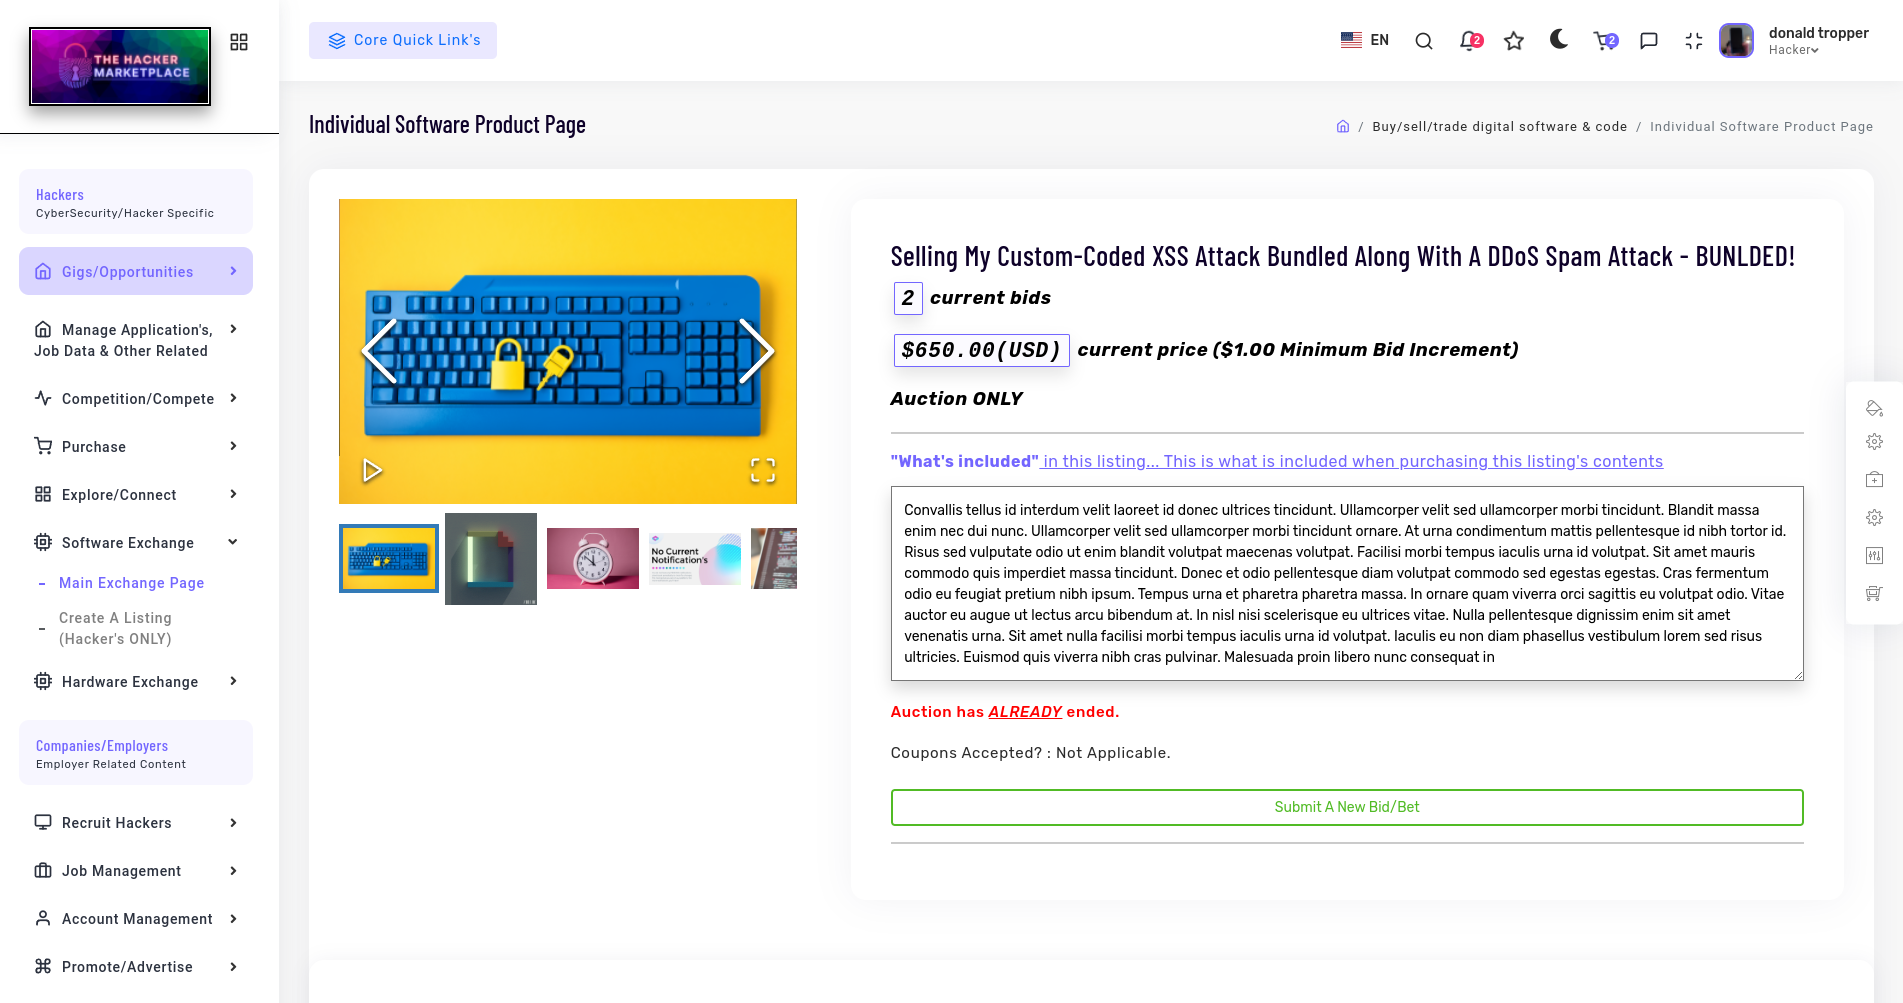 THE HACKER
MARKETPLACE
Core Quick Link's
EN
2
2
donald tropper
Hacker
Individual Software Product Page
/ Buy/sell/trade digital software & code / Individual Software Product Page
Hackers
CyberSecurity/Hacker Specific
Gigs/Opportunities
Manage Application's,
Job Data & Other Related
Competition/Compete
Purchase
Explore/Connect
Software Exchange
- Main Exchange Page
- Create A Listing
(Hacker's ONLY)
Hardware Exchange
Companies/Employers
Employer Related Content
Recruit Hackers
Job Management
Account Management
Promote/Advertise
No Current
Notification's
Selling My Custom-Coded XSS Attack Bundled Along With A DDoS Spam Attack - BUNLDED!
2 current bids
$650.00(USD) current price ($1.00 Minimum Bid Increment)
Auction ONLY
"What's included" in this listing... This is what is included when purchasing this listing's contents
Convallis tellus id interdum velit laoreet id donec ultrices tincidunt. Ullamcorper velit sed ullamcorper morbi tincidunt. Blandit massa
enim nec dui nunc. Ullamcorper velit sed ullamcorper morbi tincidunt ornare. At urna condimentum mattis pellentesque id nibh tortor id.
Risus sed vulputate odio ut enim blandit volutpat maecenas volutpat. Facilisi morbi tempus iaculis urna id volutpat. Sit amet mauris
commodo quis imperdiet massa tincidunt. Donec et odio pellentesque diam volutpat commodo sed egestas egestas. Cras fermentum
odio eu feugiat pretium nibh ipsum. Tempus urna et pharetra pharetra massa. In ornare quam viverra orci sagittis eu volutpat odio. Vitae
auctor eu augue ut lectus arcu bibendum at. In nisl nisi scelerisque eu ultrices vitae. Nulla pellentesque dignissim enim sit amet
venenatis urna. Sit amet nulla facilisi morbi tempus iaculis urna id volutpat. Iaculis eu non diam phasellus vestibulum lorem sed risus
ultricies. Euismod quis viverra nibh cras pulvinar. Malesuada proin libero nunc consequat in
Auction has ALREADY ended.
Coupons Accepted? : Not Applicable.
Submit A New Bid/Bet